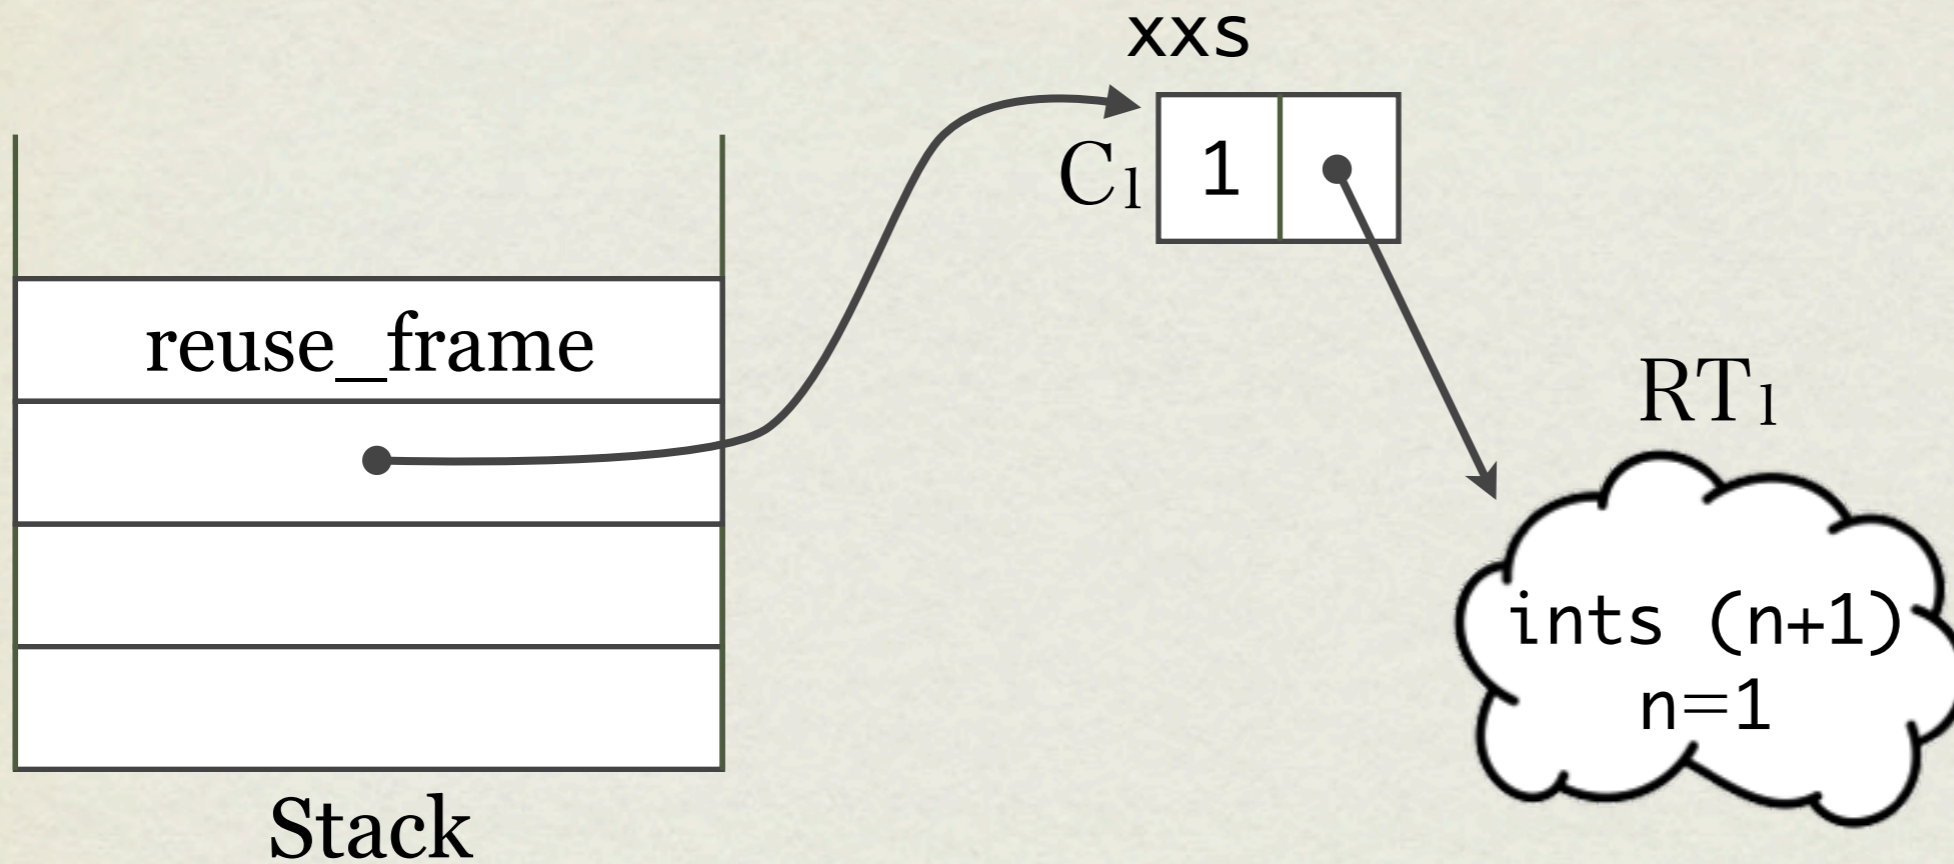 xxs
C₁ 1
reuse_frame
RT₁
ints (n+1)
n=1
Stack